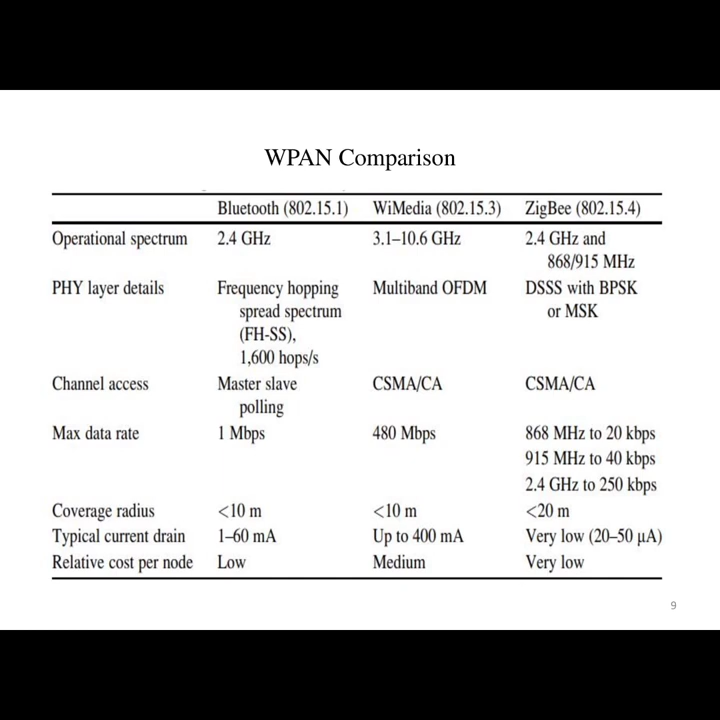 WPAN Comparison
Bluetooth (802.15.1) WiMedia (802.15.3) ZigBee (802.15.4)
Operational spectrum 2.4 GHz 3.1–10.6 GHz 2.4 GHz and
868/915 MHz
PHY layer details Frequency hopping Multiband OFDM DSSS with BPSK
spread spectrum or MSK
(FH-SS),
1,600 hops/s
Channel access Master slave CSMA/CA CSMA/CA
polling
Max data rate 1 Mbps 480 Mbps 868 MHz to 20 kbps
915 MHz to 40 kbps
2.4 GHz to 250 kbps
Coverage radius <10 m <10 m <20 m
Typical current drain 1–60 mA Up to 400 mA Very low (20–50 µA)
Relative cost per node Low Medium Very low
9